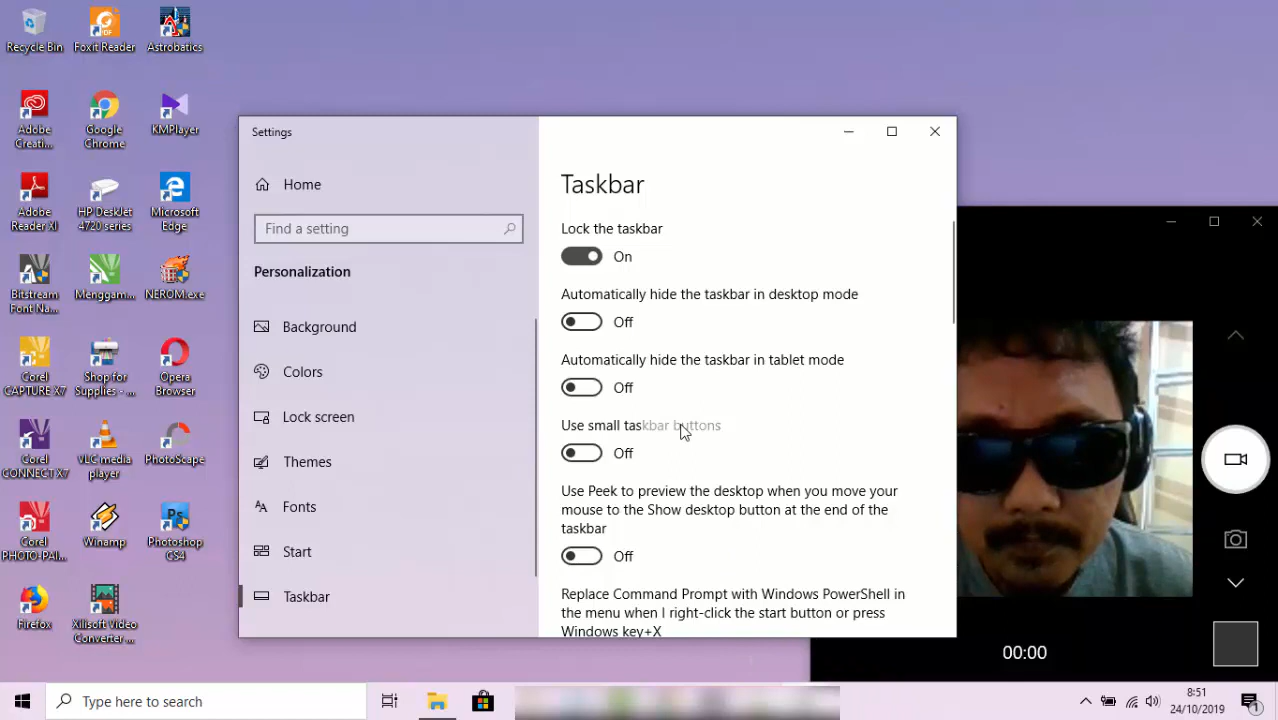 Recycle Bin
Foxit Reader
Astrobatics
Adobe
Creati...
Google
Chrome
KMPlayer
Adobe
Reader XI
HP DeskJet
4720 series
Microsoft
Edge
Bitstream
Font Na...
Menggam...
NEROM.exe
Corel
CAPTURE X7
Shop for
Supplies - ...
Opera
Browser
Corel
CONNECT X7
VLC media
player
PhotoScape
Corel
PHOTO-PAI...
Winamp
Photoshop
CS4
Firefox
Xilisoft Video
Converter ...
Settings
Home
Find a setting
Personalization
Background
Colors
Lock screen
Themes
Fonts
Start
Taskbar
Taskbar
Lock the taskbar
On
Automatically hide the taskbar in desktop mode
Off
Automatically hide the taskbar in tablet mode
Off
Use small taskbar buttons
Off
Use Peek to preview the desktop when you move your
mouse to the Show desktop button at the end of the
taskbar
Off
Replace Command Prompt with Windows PowerShell in
the menu when I right-click the start button or press
Windows key+X
00:00
Type here to search
8:51
24/10/2019
1